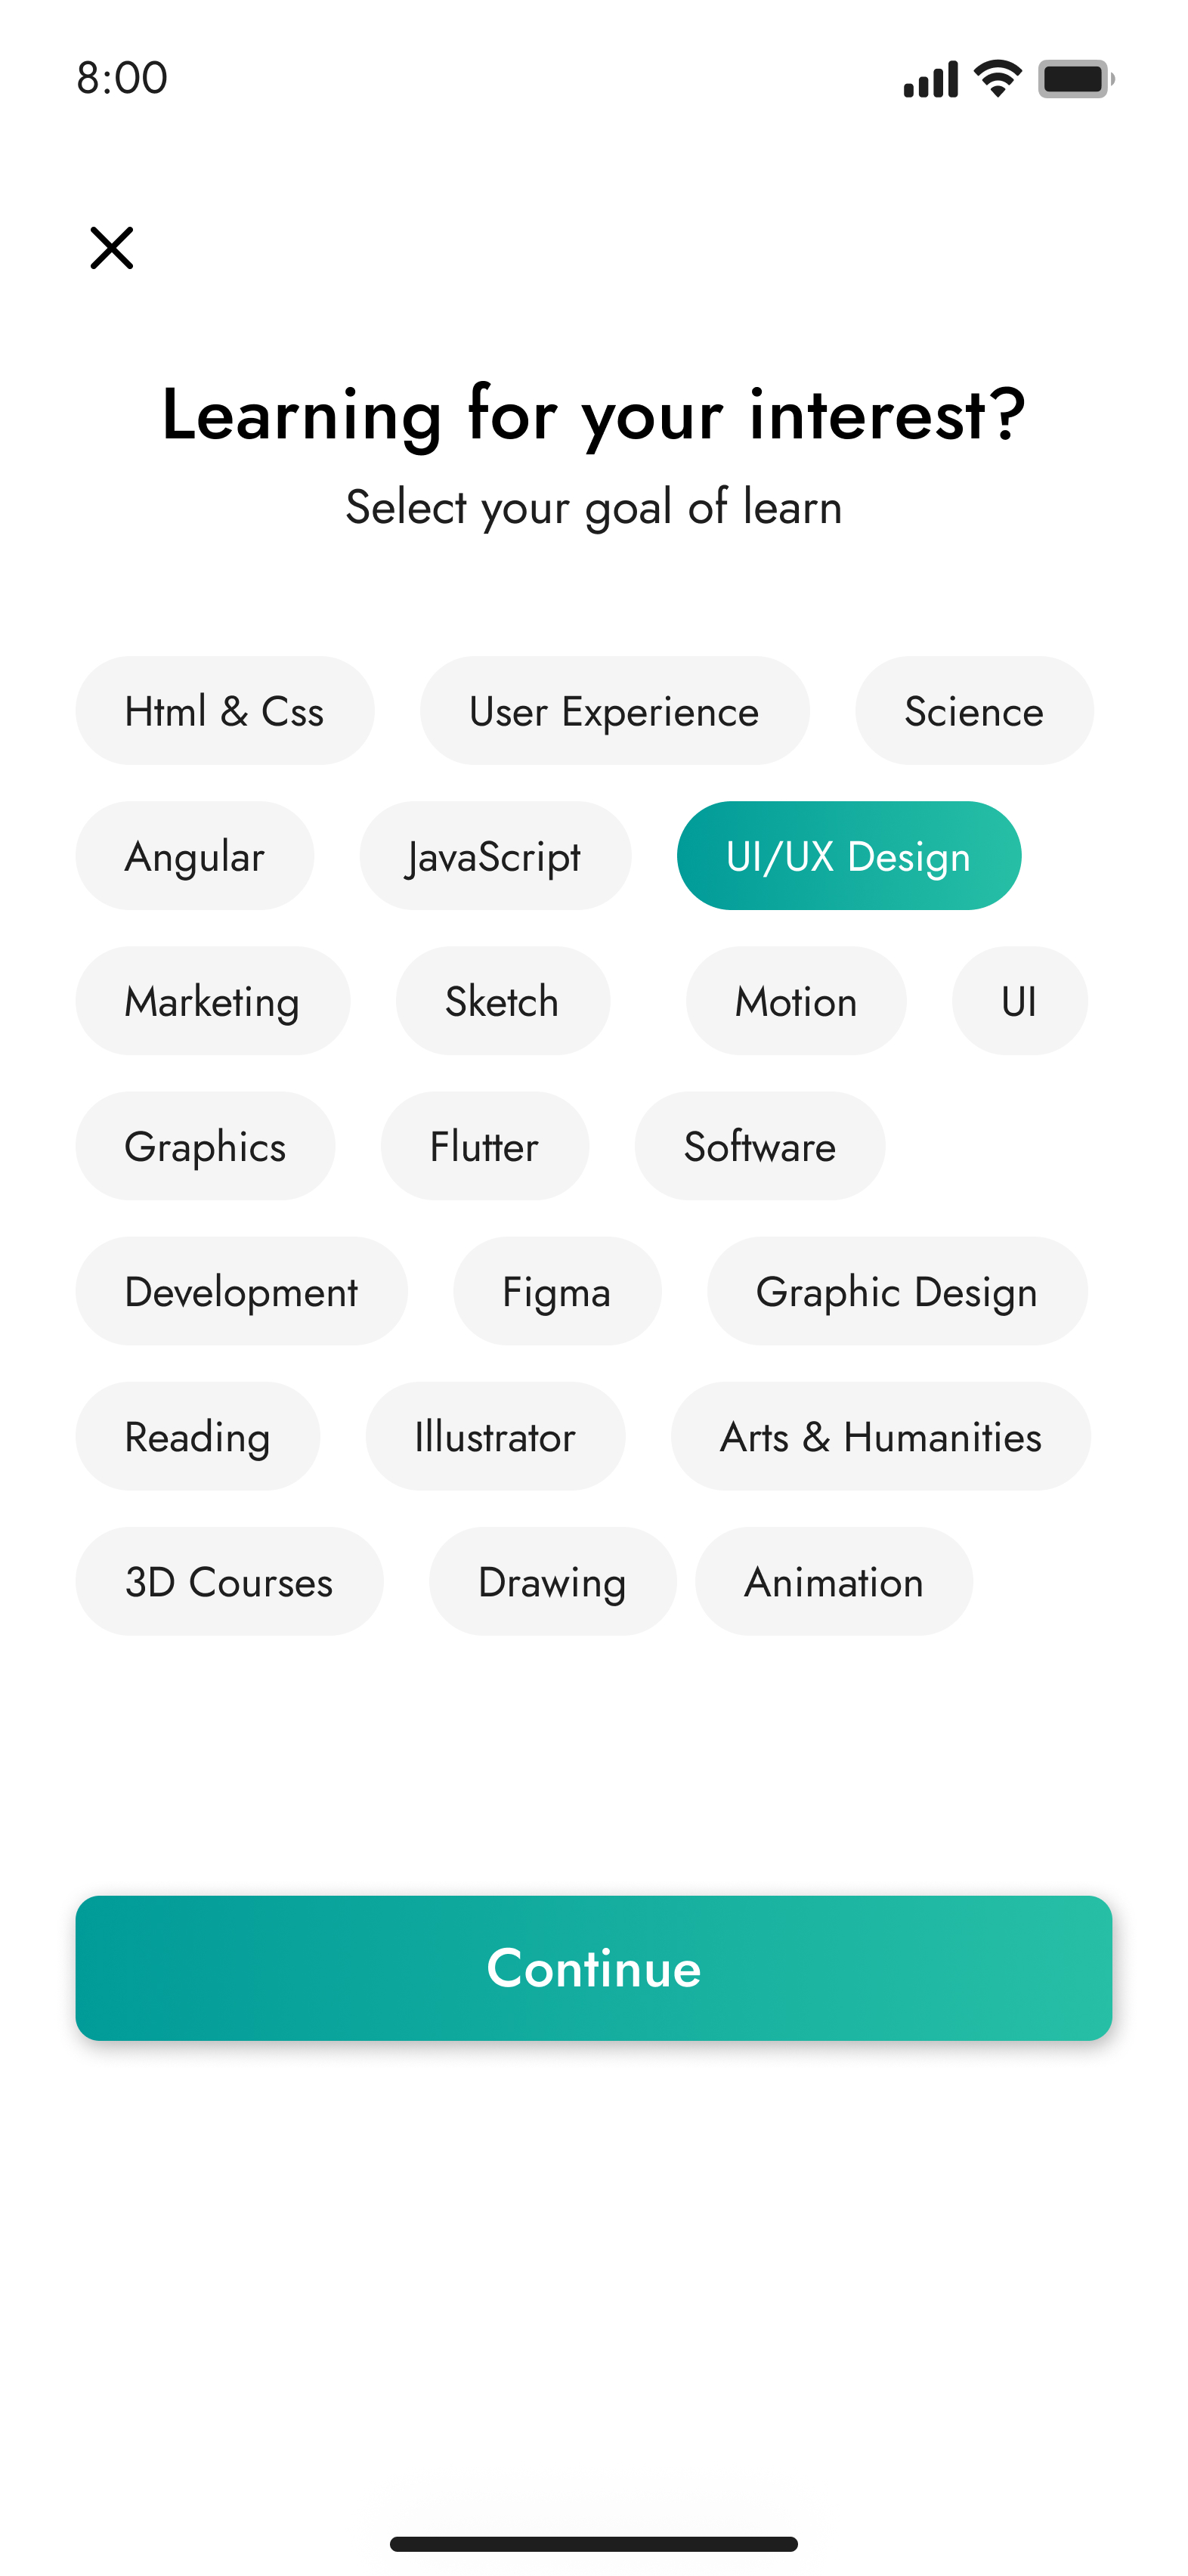 8:00
Learning for your interest?
Select your goal of learn
Html & Css User Experience Science
Angular JavaScript UI/UX Design
Marketing Sketch Motion UI
Graphics Flutter Software
Development Figma Graphic Design
Reading Illustrator Arts & Humanities
3D Courses Drawing Animation
Continue